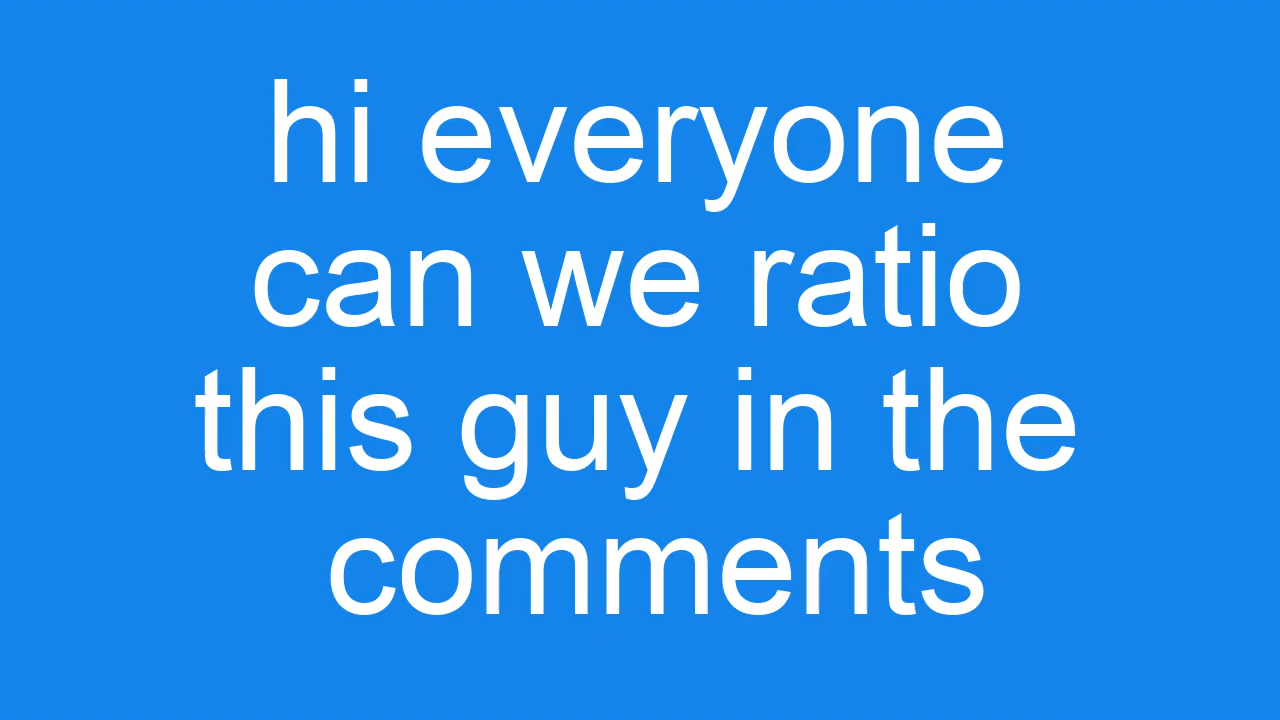 hi everyone
can we ratio
this guy in the
comments